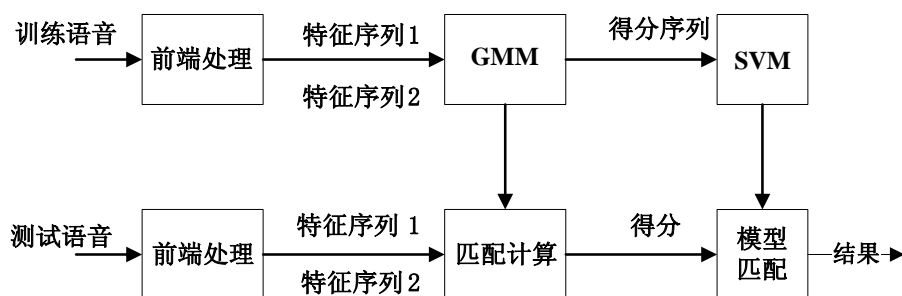 训练语音
前端处理
特征序列1
特征序列2
GMM
得分序列
SVM
测试语音
前端处理
特征序列 1
特征序列 2
匹配计算
得分
模型
匹配
结果